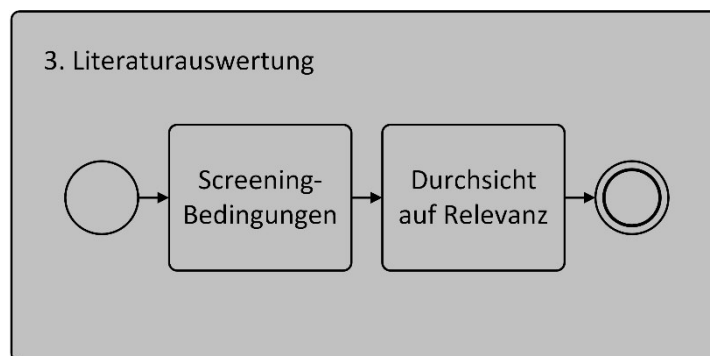 3. Literaturauswertung
Screening-
Bedingungen
Durchsicht
auf Relevanz